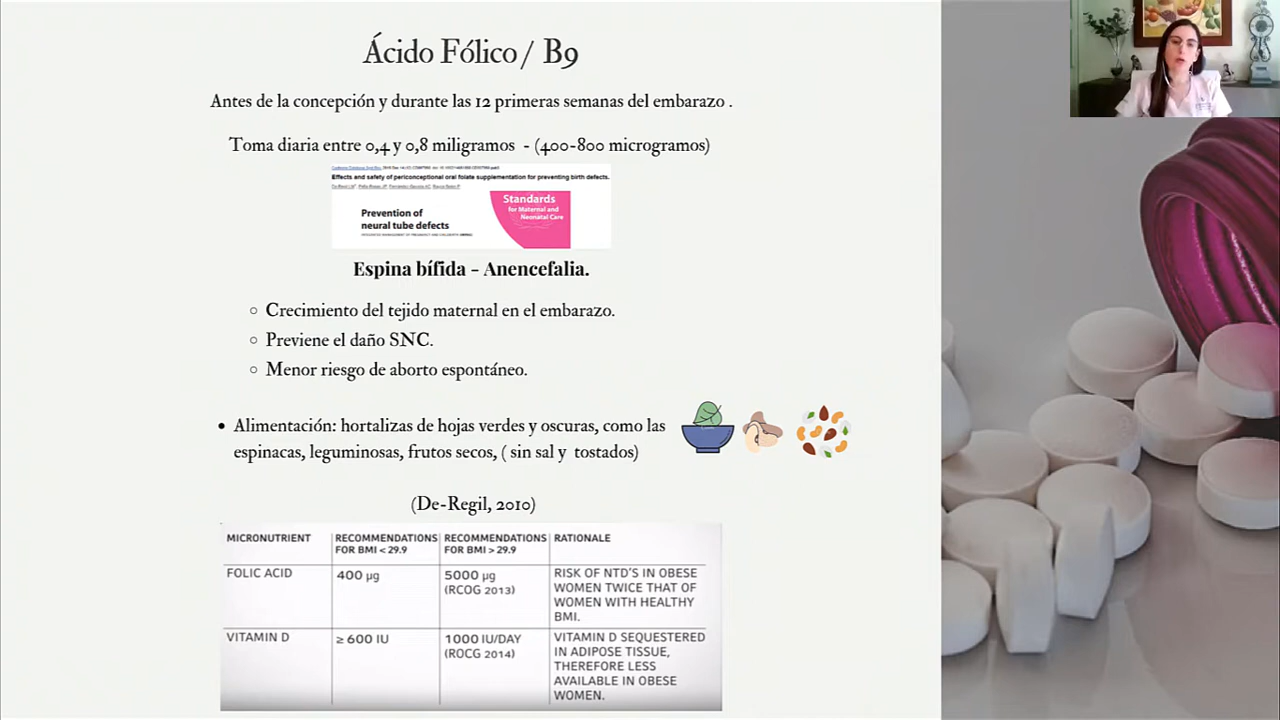 Ácido Fólico / B9
Antes de la concepción y durante las 12 primeras semanas del embarazo .
Toma diaria entre 0,4 y 0,8 miligramos - (400-800 microgramos)
Effects and safety of periconceptional oral folate supplementation for preventing birth defects.
Standards
for Maternal and
Neonatal Care
Prevention of
neural tube defects
Espina bífida - Anencefalia.
Crecimiento del tejido maternal en el embarazo.
Previene el daño SNC.
Menor riesgo de aborto espontáneo.
Alimentación: hortalizas de hojas verdes y oscuras, como las
espinacas, leguminosas, frutos secos, ( sin sal y tostados)
(De-Regil, 2010)
MICRONUTRIENT RECOMMENDATIONS FOR BMI < 29.9 RECOMMENDATIONS FOR BMI > 29.9 RATIONALE
FOLIC ACID 400 µg 5000 µg (RCOG 2013) RISK OF NTD'S IN OBESE WOMEN TWICE THAT OF WOMEN WITH HEALTHY BMI.
VITAMIN D ≥ 600 IU 1000 IU/DAY (ROCG 2014) VITAMIN D SEQUESTERED IN ADIPOSE TISSUE, THEREFORE LESS AVAILABLE IN OBESE WOMEN.